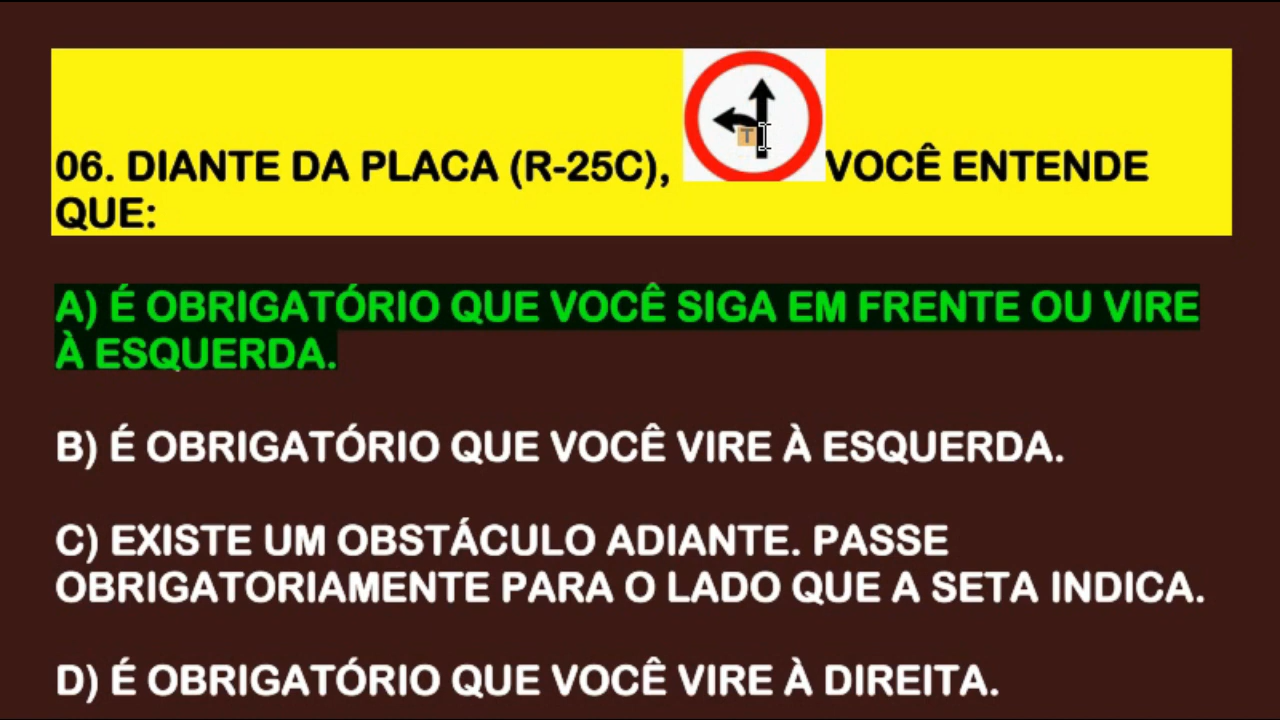 06. DIANTE DA PLACA (R-25C), T VOCÊ ENTENDE
QUE:
A) É OBRIGATÓRIO QUE VOCÊ SIGA EM FRENTE OU VIRE
À ESQUERDA.
B) É OBRIGATÓRIO QUE VOCÊ VIRE À ESQUERDA.
C) EXISTE UM OBSTÁCULO ADIANTE. PASSE
OBRIGATORIAMENTE PARA O LADO QUE A SETA INDICA.
D) É OBRIGATÓRIO QUE VOCÊ VIRE À DIREITA.